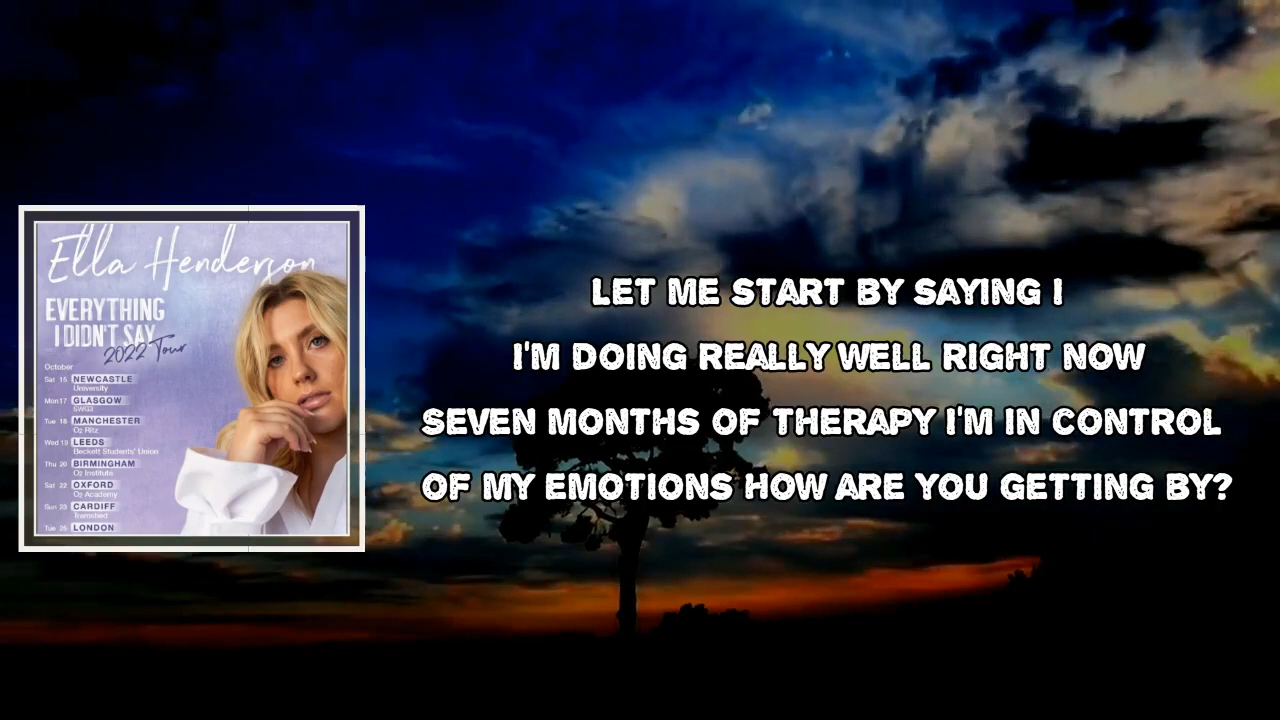 Ella Henderson
EVERYTHING
I DIDN'T SAY
2022 Tour
October
Sat 15 NEWCASTLE
University
Mon17 GLASGOW
SWG3
Tue 18 MANCHESTER
O2 Ritz
Wed 19 LEEDS
Beckett Students' Union
Thu 20 BIRMINGHAM
O2 Institute
Sat 22 OXFORD
O2 Academy
Sun 23 CARDIFF
Tramshed
Tue 25 LONDON
LET ME START BY SAYING I
I'M DOING REALLY WELL RIGHT NOW
SEVEN MONTHS OF THERAPY I'M IN CONTROL
OF MY EMOTIONS HOW ARE YOU GETTING BY?